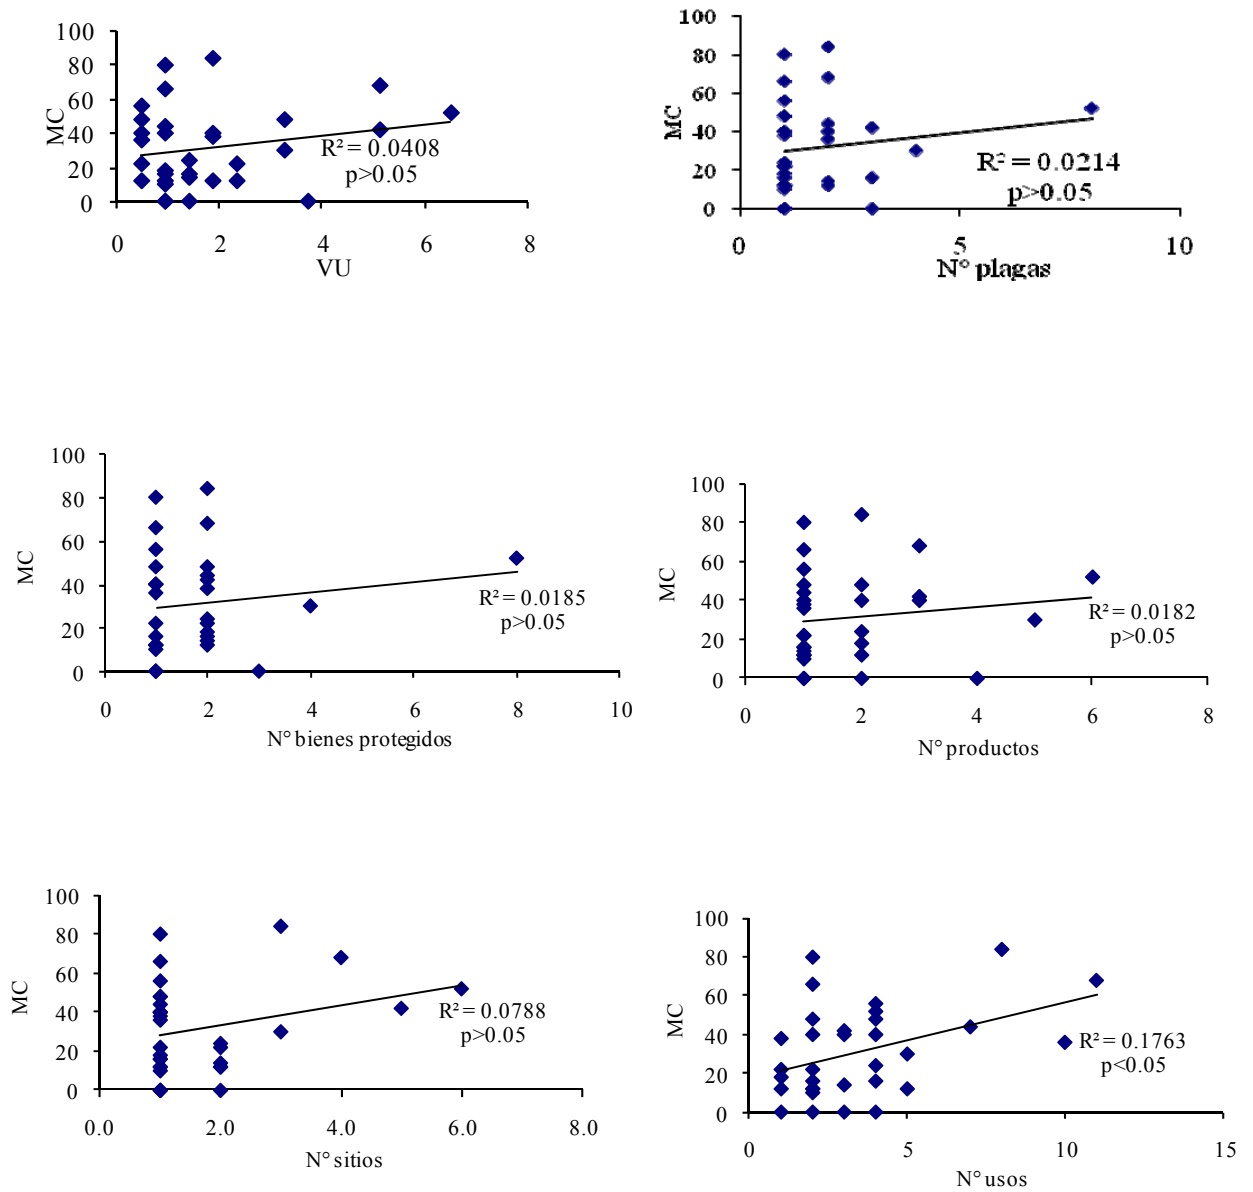 100
80
60
40
20
0
MC
R² = 0.0408
p>0.05
0 2 4 6 8
VU
100
80
60
40
20
0
MC
R² = 0.0214
p>0.05
0 5 10
N° plagas
100
80
60
40
20
0
MC
R² = 0.0185
p>0.05
0 2 4 6 8 10
N° bienes protegidos
100
80
60
40
20
0
MC
R² = 0.0182
p>0.05
0 2 4 6 8
N° productos
100
80
60
40
20
0
MC
R² = 0.0788
p>0.05
0.0 2.0 4.0 6.0 8.0
N° sitios
100
80
60
40
20
0
MC
R² = 0.1763
p<0.05
0 5 10 15
N° usos